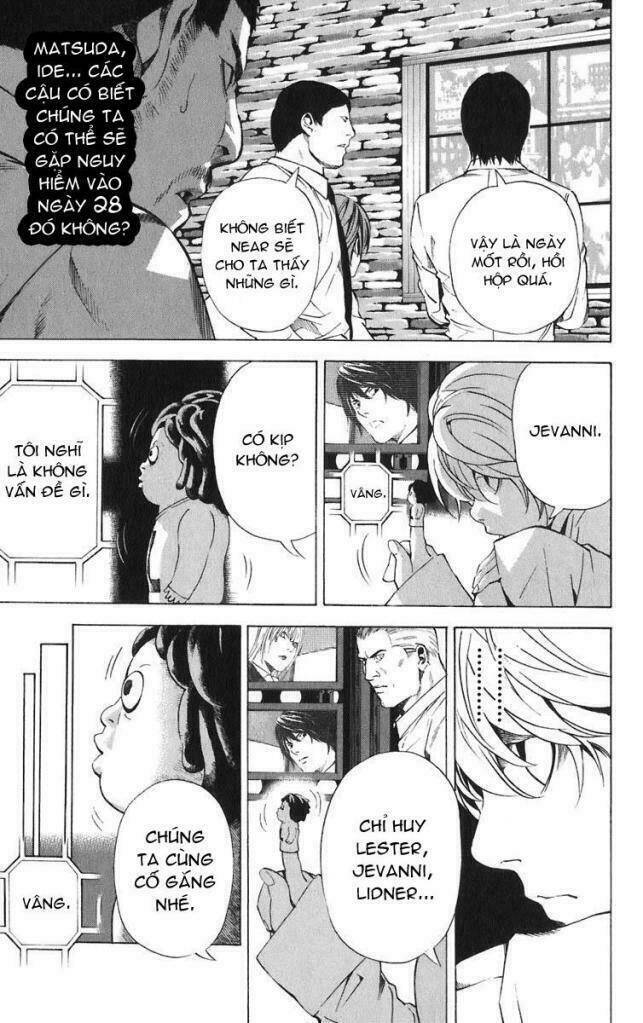 VẬY LÀ NGÀY
MỐT RỒI, HỒI
HỘP QUÁ.
KHÔNG BIẾT
NEAR SẼ
CHO TA THẤY
NHỮNG GÌ.
MATSUDA,
IDE... CÁC
CẬU CÓ BIẾT
CHÚNG TA
CÓ THỂ SẼ
GẶP NGUY
HIỂM VÀO
NGÀY 28
ĐÓ KHÔNG?
JEVANNI.
VÂNG.
CÓ KỊP
KHÔNG?
TÔI NGHĨ
LÀ KHÔNG
VẤN ĐỀ GÌ.
CHỈ HUY
LESTER,
JEVANNI,
LIDNER...
CHÚNG
TA CÙNG
CỐ GẮNG
NHÉ.
VÂNG.